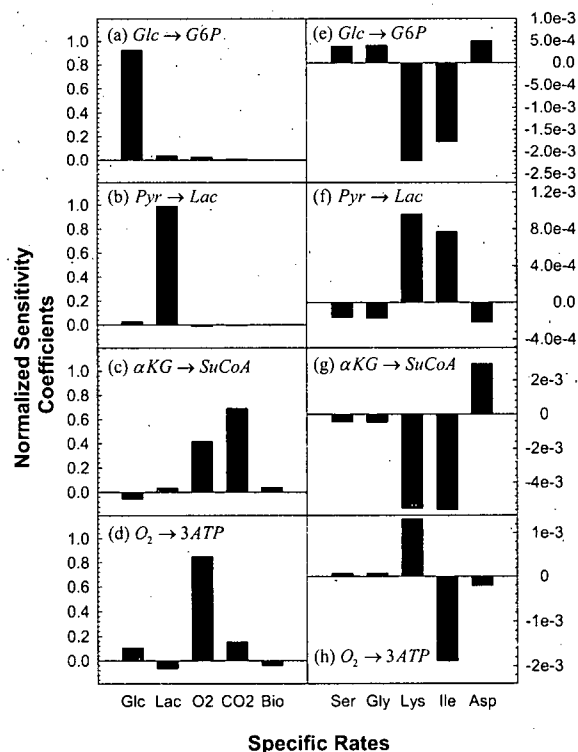 Normalized Sensitivity
Coefficients
(a) Glc → G6P
1.0
0.8
0.6
0.4
0.2
0.0
(b) Pyr → Lac
1.0
0.8
0.6
0.4
0.2
0.0
(c) αKG → SuCoA
1.0
0.8
0.6
0.4
0.2
0.0
(d) O2 → 3ATP
1.0
0.8
0.6
0.4
0.2
0.0
Glc Lac O2 CO2 Bio
(e) Glc → G6P
1.0e-3
5.0e-4
0.0
-5.0e-4
-1.0e-3
-1.5e-3
-2.0e-3
-2.5e-3
(f) Pyr → Lac
1.2e-3
8.0e-4
4.0e-4
0.0
-4.0e-4
(g) αKG → SuCoA
2e-3
0
-2e-3
-4e-3
1e-3
0
-1e-3
-2e-3
(h) O2 → 3ATP
Ser Gly Lys Ile Asp
Specific Rates